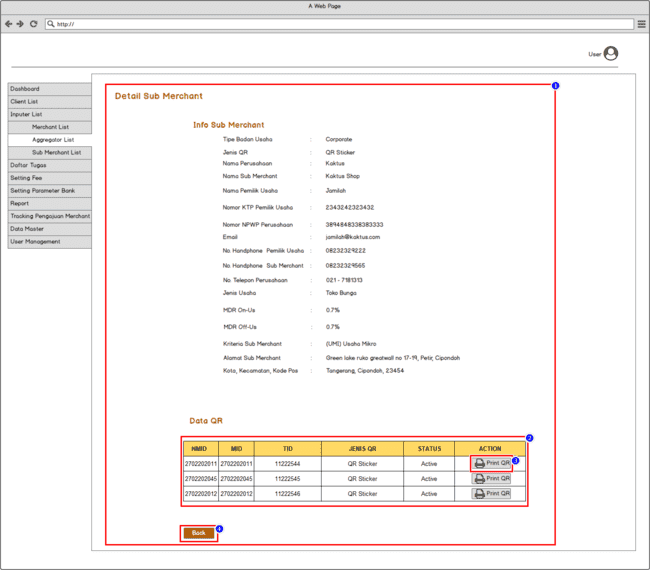 A Web Page
http://
User
Dashboard
Client List
Inputer List
Merchant List
Aggregator List
Sub Merchant List
Daftar Tugas
Setting Fee
Setting Parameter Bank
Report
Tracking Pengajuan Merchant
Data Master
User Management
1
Detail Sub Merchant
Info Sub Merchant
Tipe Badan Usaha : Corporate
Jenis QR : QR Sticker
Nama Perusahaan : Kaktus
Nama Sub Merchant : Kaktus Shop
Nama Pemilik Usaha : Jamilah
Nomor KTP Pemilik Usaha : 2343242323432
Nomor NPWP Perusahaan : 3894848338383333
Email : jamilah@kaktus.com
No. Handphone Pemilik Usaha : 08232329222
No. Handphone Sub Merchant : 08232329565
No. Telepon Perusahaan : 021 - 7181313
Jenis Usaha : Toko Bunga
MDR On-Us : 0.7%
MDR Off-Us : 0.7%
Kriteria Sub Merchant : (UMI) Usaha Mikro
Alamat Sub Merchant : Green lake ruko greatwall no 17-19, Petir, Cipondoh
Kota, Kecamatan, Kode Pos : Tangerang, Cipondoh, 23454
Data QR
2
NMID MID TID JENIS QR STATUS ACTION
2702202011 2702202011 11222544 QR Sticker Active Print QR 3
2702202045 2702202045 11222545 QR Sticker Active Print QR
2702202012 2702202012 11222546 QR Sticker Active Print QR
Back 4